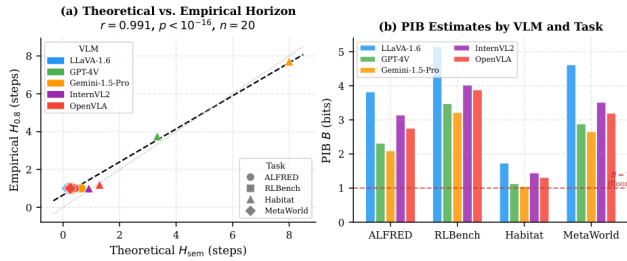 (a) Theoretical vs. Empirical Horizon
r = 0.991, p < 10⁻¹⁶, n = 20
Empirical H₀.₈ (steps)
8
6
4
2
0
VLM
LLaVA-1.6
GPT-4V
Gemini-1.5-Pro
InternVL2
OpenVLA
Task
ALFRED
RLBench
Habitat
MetaWorld
0
2
4
6
8
Theoretical H_sem (steps)
(b) PIB Estimates by VLM and Task
PIB B (bits)
5
4
3
2
1
0
LLaVA-1.6
GPT-4V
Gemini-1.5-Pro
InternVL2
OpenVLA
ALFRED
RLBench
Habitat
MetaWorld